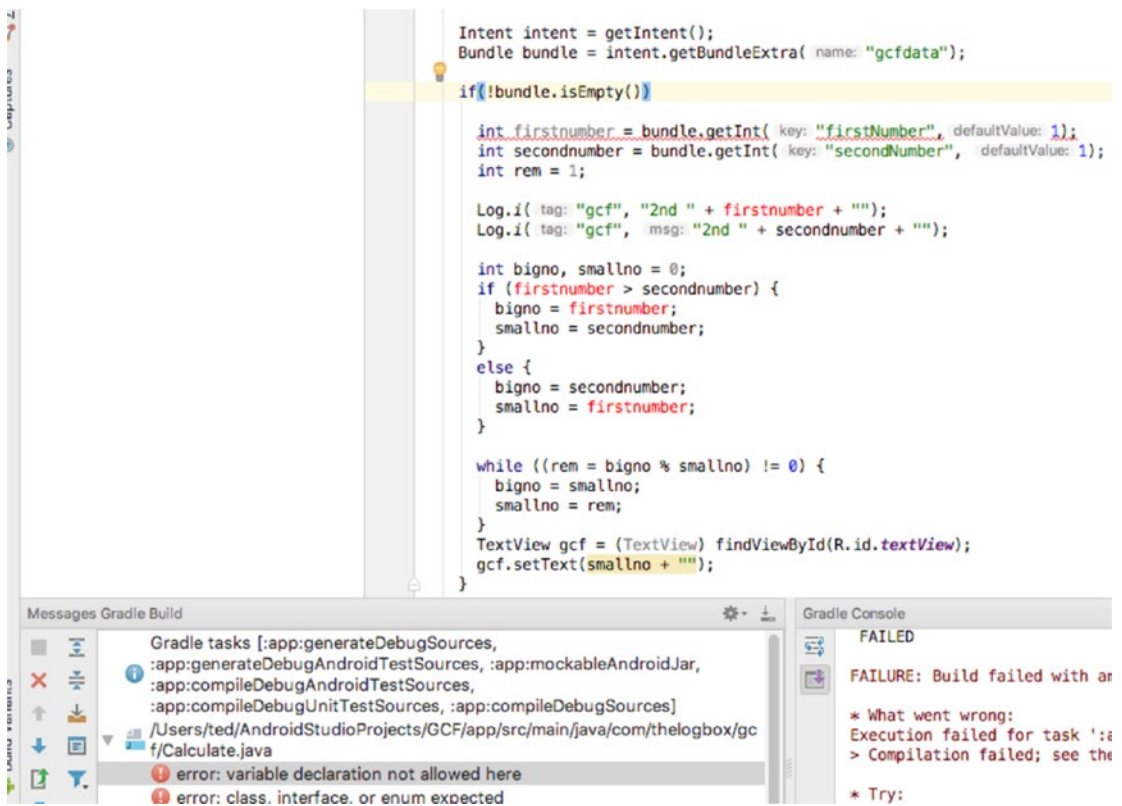 Intent intent = getIntent();
Bundle bundle = intent.getBundleExtra( name: "gcfdata");
if(!bundle.isEmpty())
int firstnumber = bundle.getInt( key: "firstNumber", defaultValue: 1);
int secondnumber = bundle.getInt( key: "secondNumber", defaultValue: 1);
int rem = 1;
Log.i( tag: "gcf", "2nd " + firstnumber + "");
Log.i( tag: "gcf", msg: "2nd " + secondnumber + "");
int bigno, smallno = 0;
if (firstnumber > secondnumber) {
bigno = firstnumber;
smallno = secondnumber;
}
else {
bigno = secondnumber;
smallno = firstnumber;
}
while ((rem = bigno % smallno) != 0) {
bigno = smallno;
smallno = rem;
}
TextView gcf = (TextView) findViewById(R.id.textView);
gcf.setText(smallno + "");
}
Captures
Build Variants
Messages Gradle Build
Gradle tasks [:app:generateDebugSources,
:app:generateDebugAndroidTestSources, :app:mockableAndroidJar,
:app:compileDebugAndroidTestSources,
:app:compileDebugUnitTestSources, :app:compileDebugSources]
/Users/ted/AndroidStudioProjects/GCF/app/src/main/java/com/thelogbox/gc
f/Calculate.java
error: variable declaration not allowed here
error: class, interface, or enum expected
Gradle Console
FAILED
FAILURE: Build failed with an
* What went wrong:
Execution failed for task ':a
> Compilation failed; see the
* Try: